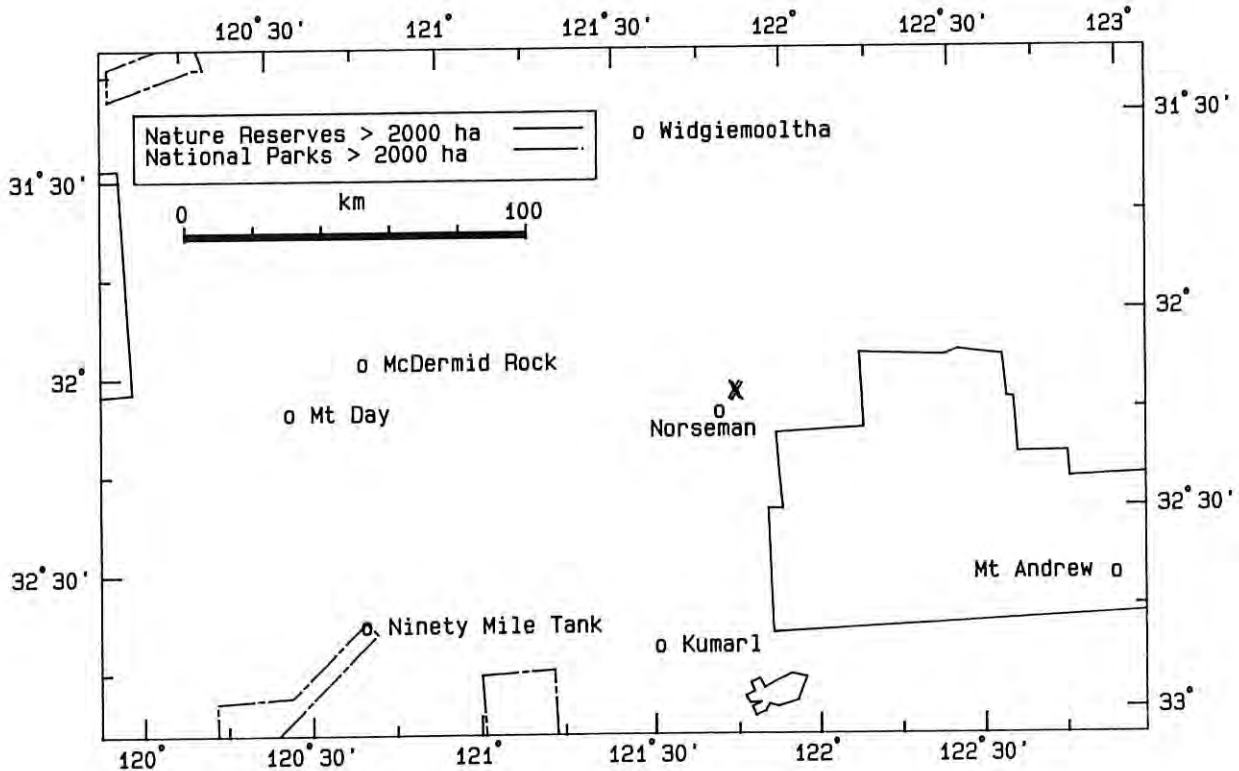 120°30' 121° 121°30' 122° 122°30' 123°
31°30'
Widgiemooltha
Nature Reserves > 2000 ha
National Parks > 2000 ha
31°30'
km
0 100
32°
McDermid Rock
32°
X
Mt Day
Norseman
32°30'
Mt Andrew
32°30'
Ninety Mile Tank
Kumarl
33°
120° 120°30' 121° 121°30' 122° 122°30'